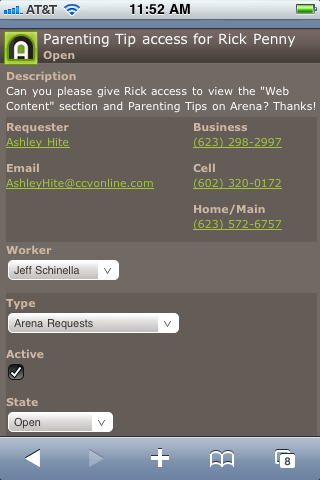 AT&T 11:52 AM
Parenting Tip access for Rick Penny
Open
Description
Can you please give Rick access to view the "Web
Content" section and Parenting Tips on Arena? Thanks!
Requester
Ashley Hite
Business
(623) 298-2997
Email
AshleyHite@ccvonline.com
Cell
(602) 320-0172
Home/Main
(623) 572-6757
Worker
Jeff Schinella
Type
Arena Requests
Active
State
Open
8